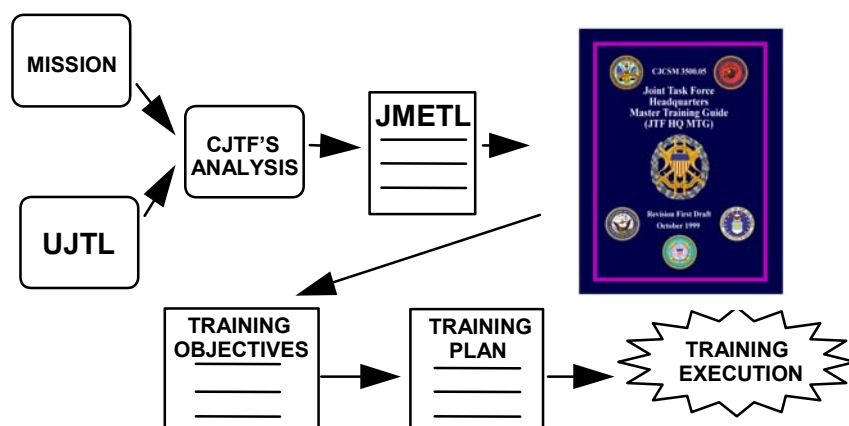 MISSION
UJTL
CJTF'S
ANALYSIS
JMETL
CJCSM 3500.05
Joint Task Force
Headquarters
Master Training Guide
(JTF HQ MTG)
Revision First Draft
October 1999
TRAINING
OBJECTIVES
TRAINING
PLAN
TRAINING
EXECUTION